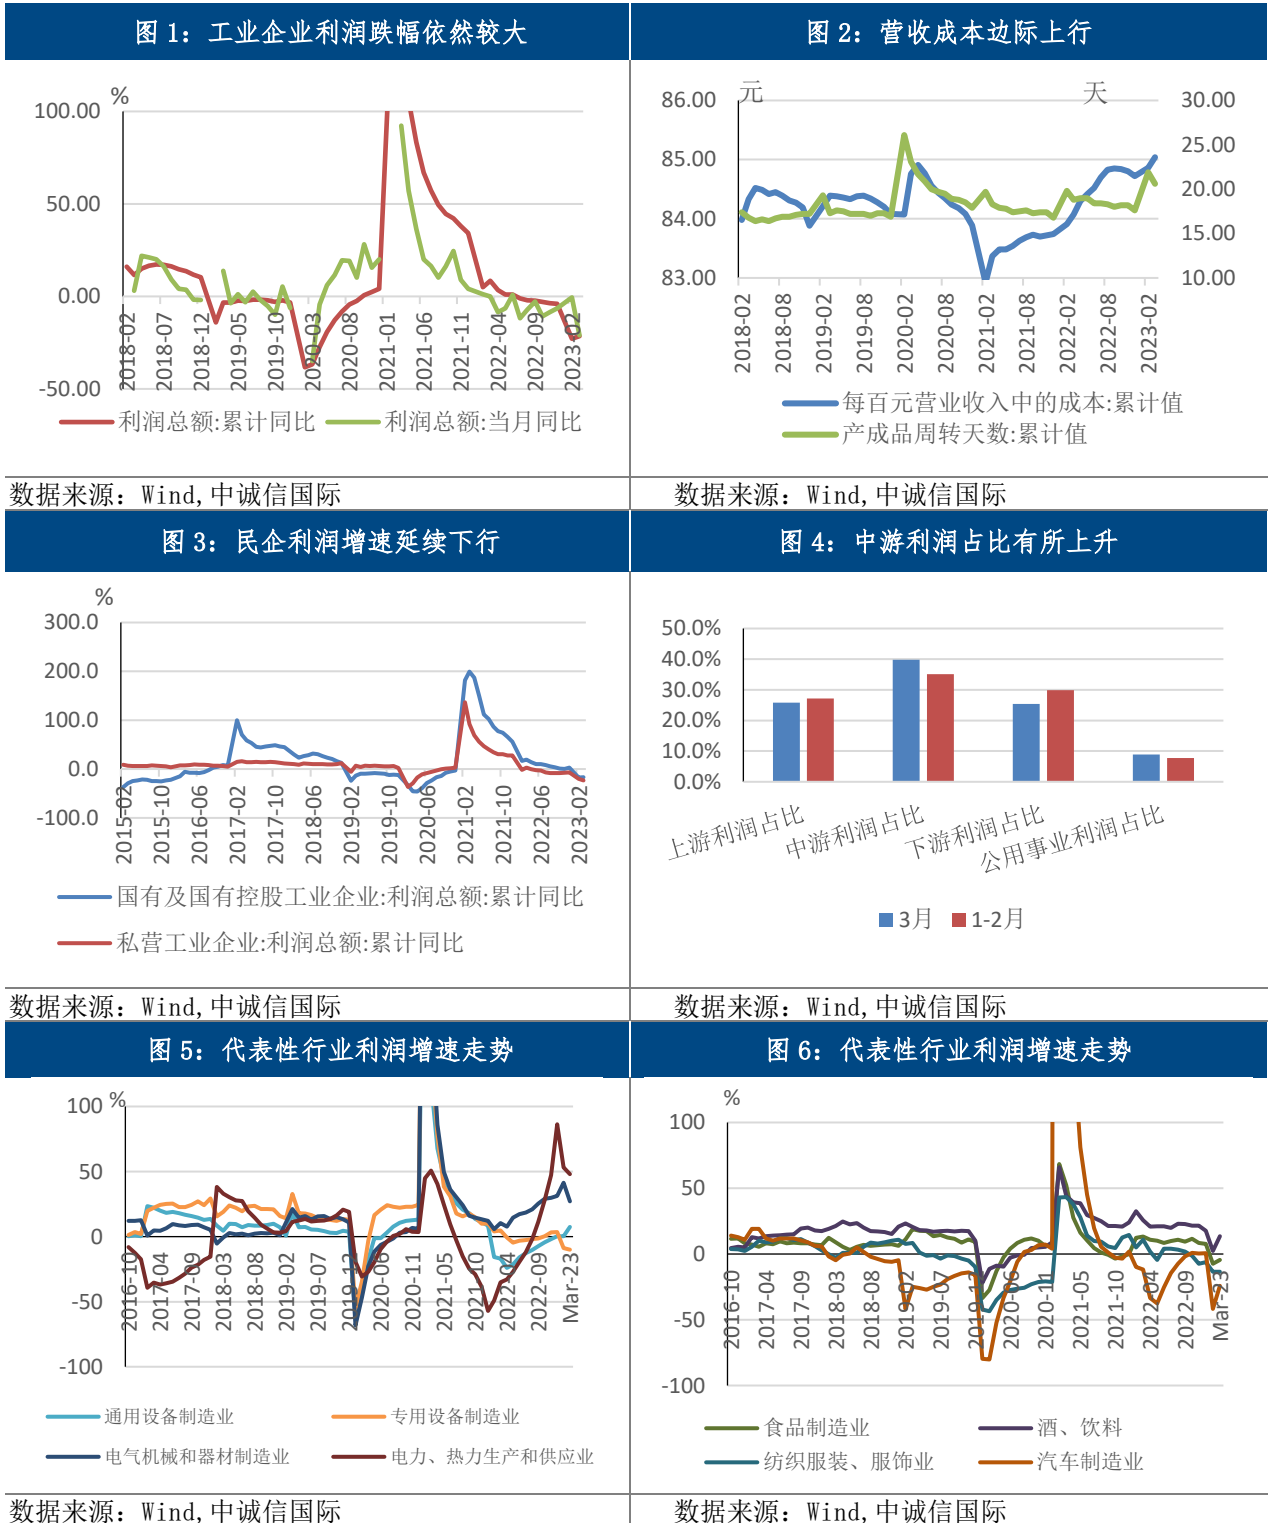 图 1：工业企业利润跌幅依然较大
%
100.00
50.00
0.00
-50.00
2018-02
2018-07
2018-12
2019-05
2019-10
2020-03
2020-08
2021-01
2021-06
2021-11
2022-04
2022-09
2023-02
利润总额:累计同比
利润总额:当月同比
数据来源：Wind,中诚信国际
图 2：营收成本边际上行
元
天
86.00
85.00
84.00
83.00
30.00
25.00
20.00
15.00
10.00
2018-02
2018-08
2019-02
2019-08
2020-02
2020-08
2021-02
2021-08
2022-02
2022-08
2023-02
每百元营业收入中的成本:累计值
产成品周转天数:累计值
数据来源：Wind,中诚信国际
图 3：民企利润增速延续下行
%
300.0
200.0
100.0
0.0
-100.0
2015-02
2015-10
2016-06
2017-02
2017-10
2018-06
2019-02
2019-10
2020-06
2021-02
2021-10
2022-06
2023-02
国有及国有控股工业企业:利润总额:累计同比
私营工业企业:利润总额:累计同比
数据来源：Wind,中诚信国际
图 4：中游利润占比有所上升
50.0%
40.0%
30.0%
20.0%
10.0%
0.0%
上游利润占比
中游利润占比
下游利润占比
公用事业利润占比
3月
1-2月
数据来源：Wind,中诚信国际
图 5：代表性行业利润增速走势
%
100
50
0
-50
-100
2016-10
2017-04
2017-09
2018-03
2018-08
2019-02
2019-07
2019-12
2020-06
2020-11
2021-05
2021-10
2022-04
2022-09
Mar-23
通用设备制造业
专用设备制造业
电气机械和器材制造业
电力、热力生产和供应业
数据来源：Wind,中诚信国际
图 6：代表性行业利润增速走势
%
100
50
0
-50
-100
2016-10
2017-04
2017-09
2018-03
2018-08
2019-02
2019-07
2019-12
2020-06
2020-11
2021-05
2021-10
2022-04
2022-09
Mar-23
食品制造业
酒、饮料
纺织服装、服饰业
汽车制造业
数据来源：Wind,中诚信国际